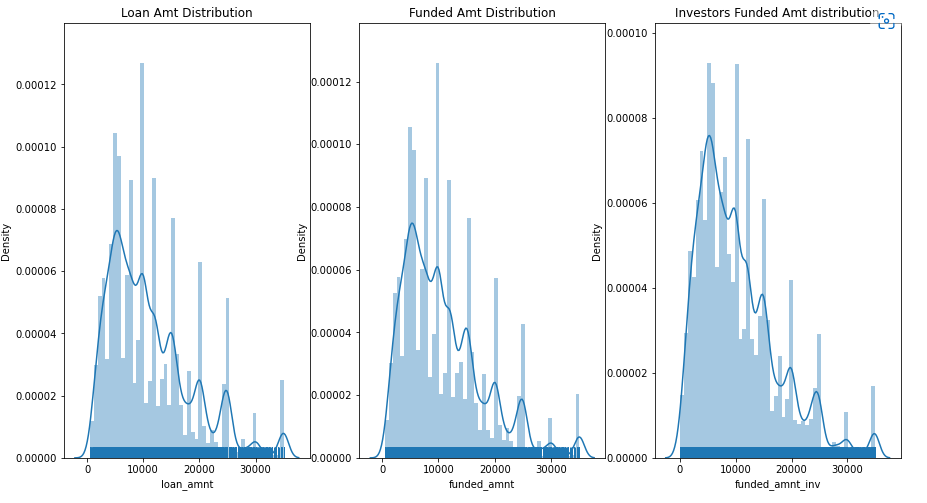 Loan Amt Distribution
0.00012
0.00010
0.00008
0.00006
0.00004
0.00002
0.00000
Density
0 10000 20000 30000
loan_amnt
Funded Amt Distribution
0.00012
0.00010
0.00008
0.00006
0.00004
0.00002
0.00000
Density
0 10000 20000 30000
funded_amnt
Investors Funded Amt distribution
0.00010
0.00008
0.00006
0.00004
0.00002
0.00000
Density
0 10000 20000 30000
funded_amnt_inv